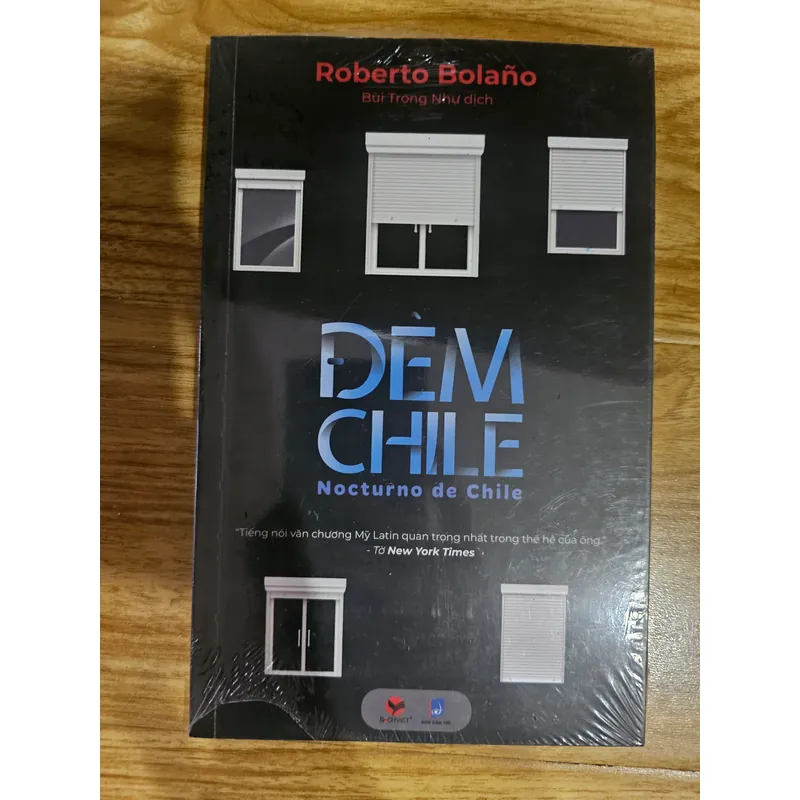 Roberto Bolaño
Bùi Trọng Như dịch
ĐÊM
CHILE
Nocturno de Chile
"Tiếng nói văn chương Mỹ Latin quan trọng nhất trong thế hệ của ông."
- Tờ New York Times